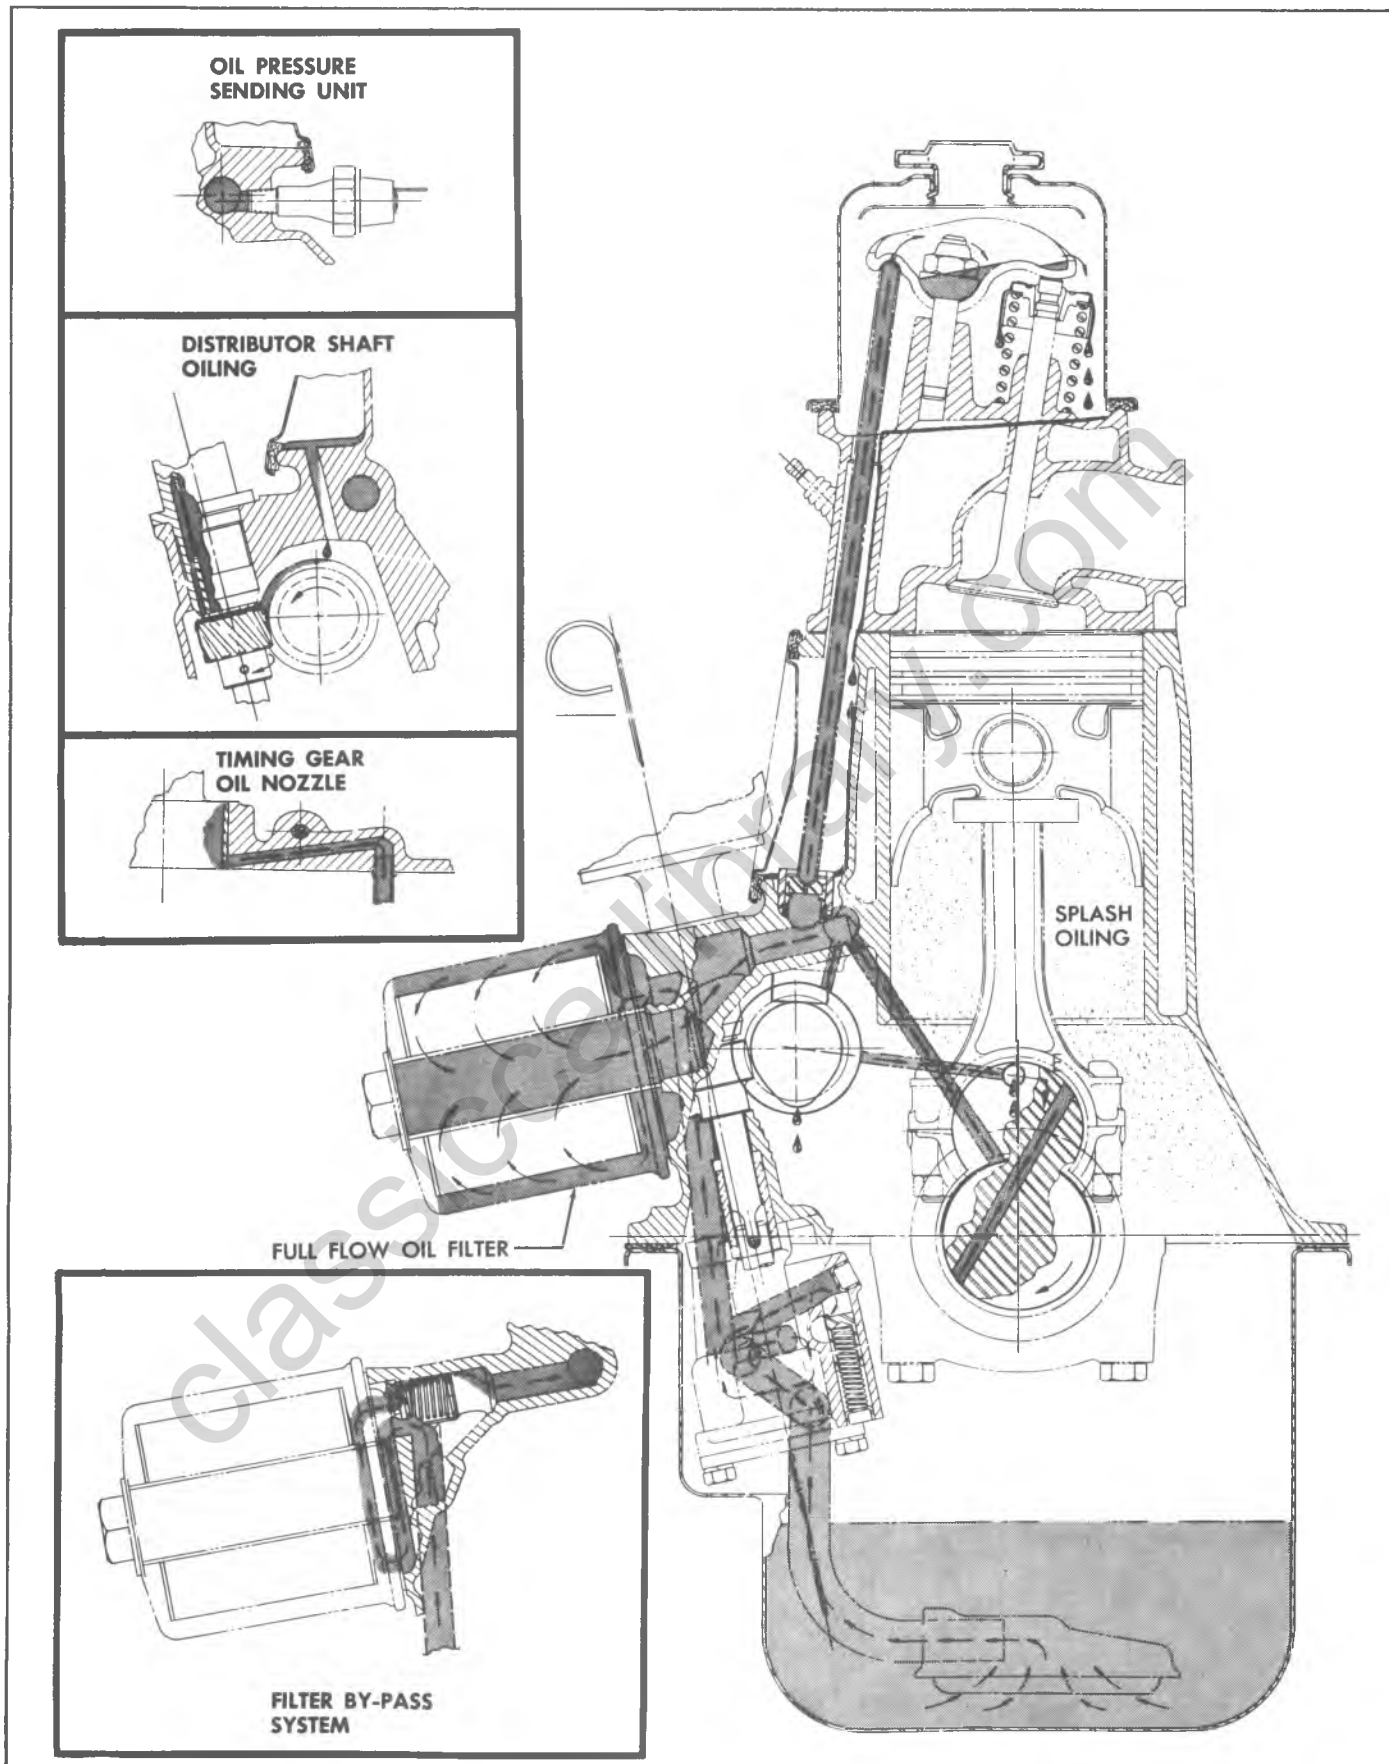 OIL PRESSURE
SENDING UNIT
DISTRIBUTOR SHAFT
OILING
TIMING GEAR
OIL NOZZLE
SPLASH
OILING
FULL FLOW OIL FILTER
FILTER BY-PASS
SYSTEM
classiccarlibrary.com